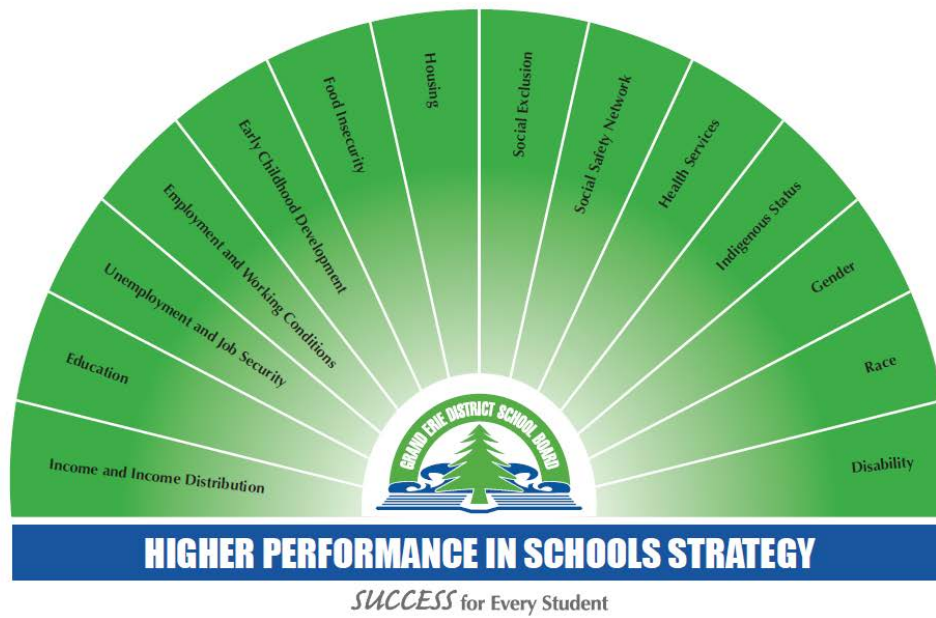 Income and Income Distribution
Education
Unemployment and Job Security
Employment and Working Conditions
Early Childhood Development
Food Insecurity
Housing
Social Exclusion
Social Safety Network
Health Services
Indigenous Status
Gender
Race
Disability
GRAND ERIE DISTRICT SCHOOL BOARD
HIGHER PERFORMANCE IN SCHOOLS STRATEGY
SUCCESS for Every Student